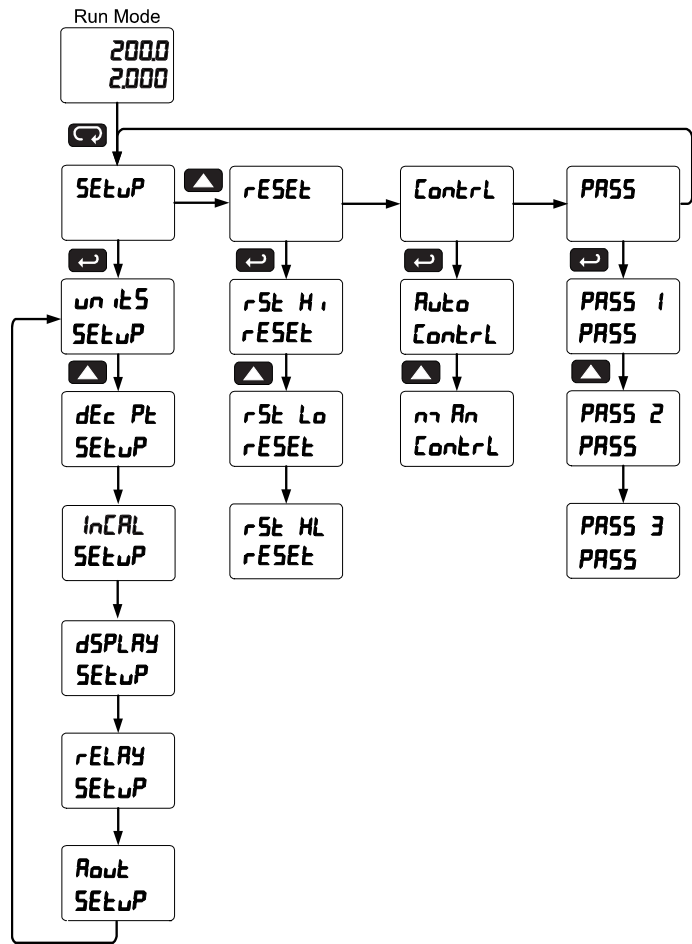 Run Mode
200.0
2.000
SEtuP
rESEt
ContrL
PASS
unitS
SEtuP
rSt Hi
rESEt
Auto
ContrL
PASS 1
PASS
dEc Pt
SEtuP
rSt Lo
rESEt
mAn
ContrL
PASS 2
PASS
InCAL
SEtuP
rSt HL
rESEt
PASS 3
PASS
dSPLAY
SEtuP
rELAY
SEtuP
Aout
SEtuP